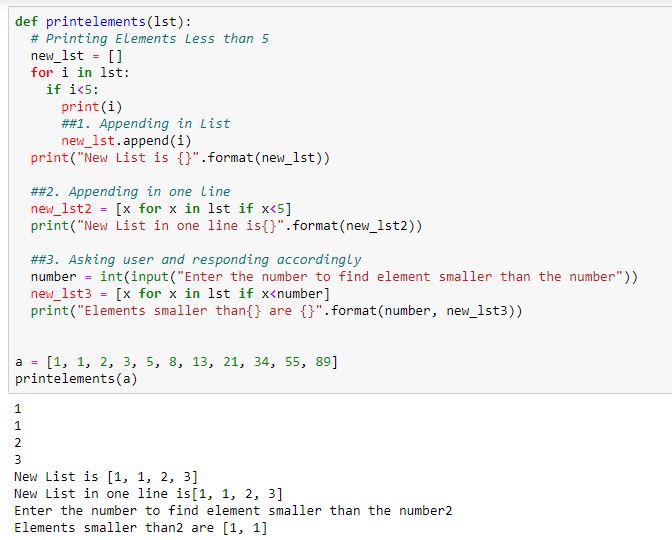 def printelements(lst):
  # Printing Elements Less than 5
  new_lst = []
  for i in lst:
    if i<5:
      print(i)
      ##1. Appending in List
      new_lst.append(i)
  print("New List is {}".format(new_lst))

  ##2. Appending in one line
  new_lst2 = [x for x in lst if x<5]
  print("New List in one line is{}".format(new_lst2))

  ##3. Asking user and responding accordingly
  number = int(input("Enter the number to find element smaller than the number"))
  new_lst3 = [x for x in lst if x<number]
  print("Elements smaller than{} are {}".format(number, new_lst3))


a = [1, 1, 2, 3, 5, 8, 13, 21, 34, 55, 89]
printelements(a)

1
1
2
3
New List is [1, 1, 2, 3]
New List in one line is[1, 1, 2, 3]
Enter the number to find element smaller than the number2
Elements smaller than2 are [1, 1]